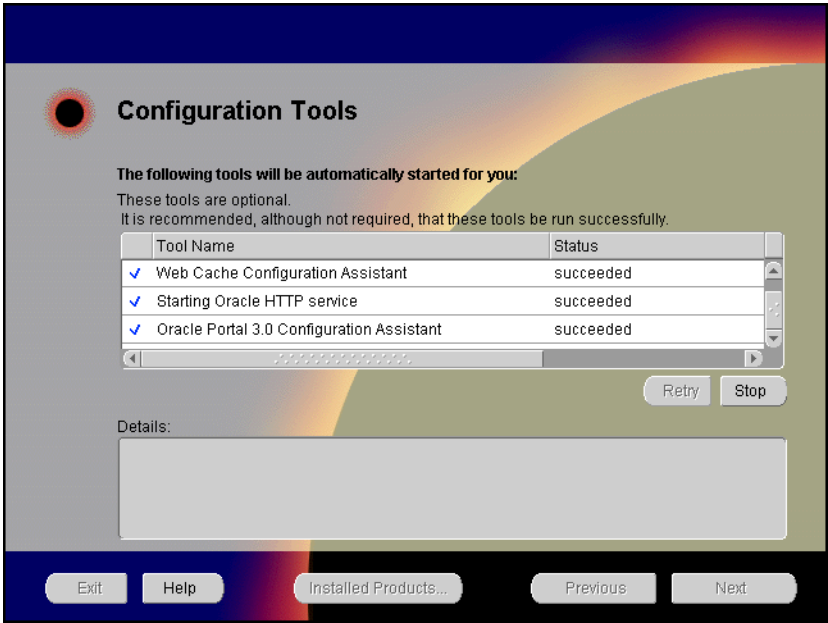 Configuration Tools
The following tools will be automatically started for you:
These tools are optional.
It is recommended, although not required, that these tools be run successfully.
Tool Name Status
Web Cache Configuration Assistant succeeded
Starting Oracle HTTP service succeeded
Oracle Portal 3.0 Configuration Assistant succeeded
Retry Stop
Details:
Exit Help Installed Products... Previous Next